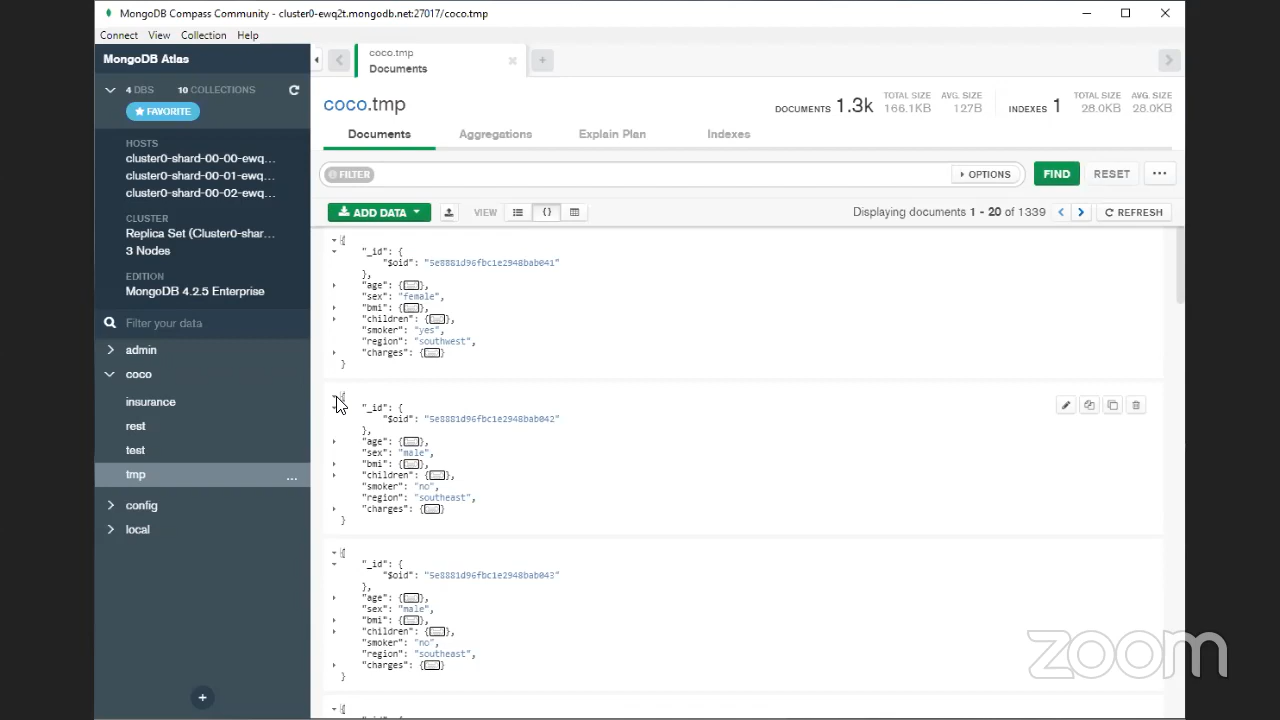 MongoDB Compass Community - cluster0-ewq2t.mongodb.net:27017/coco.tmp
Connect View Collection Help
MongoDB Atlas
4 DBS 10 COLLECTIONS
FAVORITE
HOSTS
cluster0-shard-00-00-ewq...
cluster0-shard-00-01-ewq...
cluster0-shard-00-02-ewq...
CLUSTER
Replica Set (Cluster0-shar...
3 Nodes
EDITION
MongoDB 4.2.5 Enterprise
Filter your data
admin
coco
insurance
rest
test
tmp ...
config
local
coco.tmp
Documents
coco.tmp
DOCUMENTS 1.3k TOTAL SIZE 166.1KB AVG. SIZE 127B INDEXES 1 TOTAL SIZE 28.0KB AVG. SIZE 28.0KB
Documents Aggregations Explain Plan Indexes
FILTER OPTIONS FIND RESET ...
ADD DATA VIEW {} Displaying documents 1 - 20 of 1339 REFRESH
{
"_id": {
"$oid": "5e8881d96fbc1e2948bab041"
},
"age": {...},
"sex": "female",
"bmi": {...},
"children": {...},
"smoker": "yes",
"region": "southwest",
"charges": {...}
}
{
"_id": {
"$oid": "5e8881d96fbc1e2948bab042"
},
"age": {...},
"sex": "male",
"bmi": {...},
"children": {...},
"smoker": "no",
"region": "southeast",
"charges": {...}
}
{
"_id": {
"$oid": "5e8881d96fbc1e2948bab043"
},
"age": {...},
"sex": "male",
"bmi": {...},
"children": {...},
"smoker": "no",
"region": "southeast",
"charges": {...}
}
{
zoom